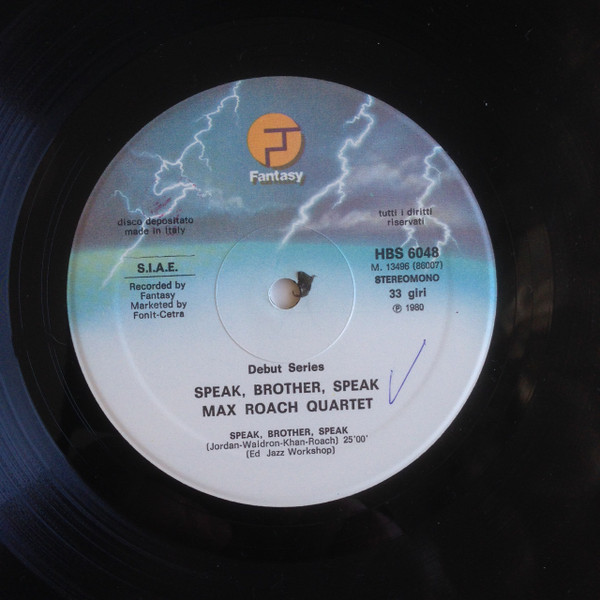 Fantasy
disco depositato
made in Italy
tutti i diritti
riservati
S.I.A.E.
Recorded by
Fantasy
Marketed by
Fonit-Cetra
HBS 6048
M. 13496 (86007)
STEREOMONO
33 giri
℗ 1980
Debut Series
SPEAK, BROTHER, SPEAK
MAX ROACH QUARTET
SPEAK, BROTHER, SPEAK
(Jordan-Waldron-Khan-Roach) 25'00'
(Ed Jazz Workshop)